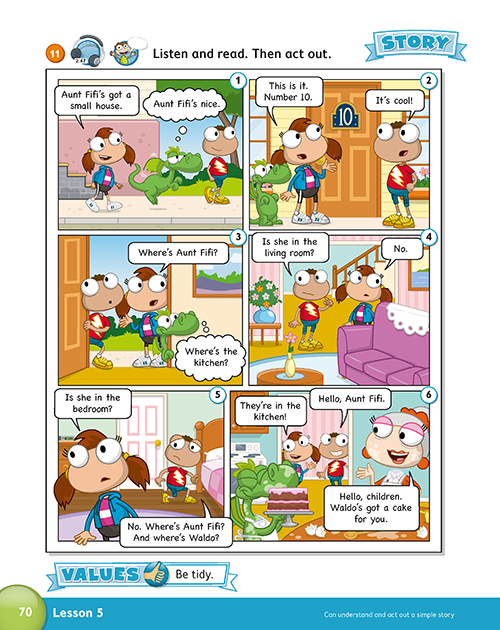 11
2:47
Listen and read. Then act out.
STORY
1
Aunt Fifi's got a
small house.
Aunt Fifi's nice.
2
This is it.
Number 10.
It's cool!
10
3
Where's Aunt Fifi?
Where's the
kitchen?
4
Is she in the
living room?
No.
5
Is she in the
bedroom?
No. Where's Aunt Fifi?
And where's Waldo?
6
They're in the
kitchen!
Hello, Aunt Fifi.
Hello, children.
Waldo's got a cake
for you.
VALUES
Be tidy.
70
Lesson 5
Can understand and act out a simple story